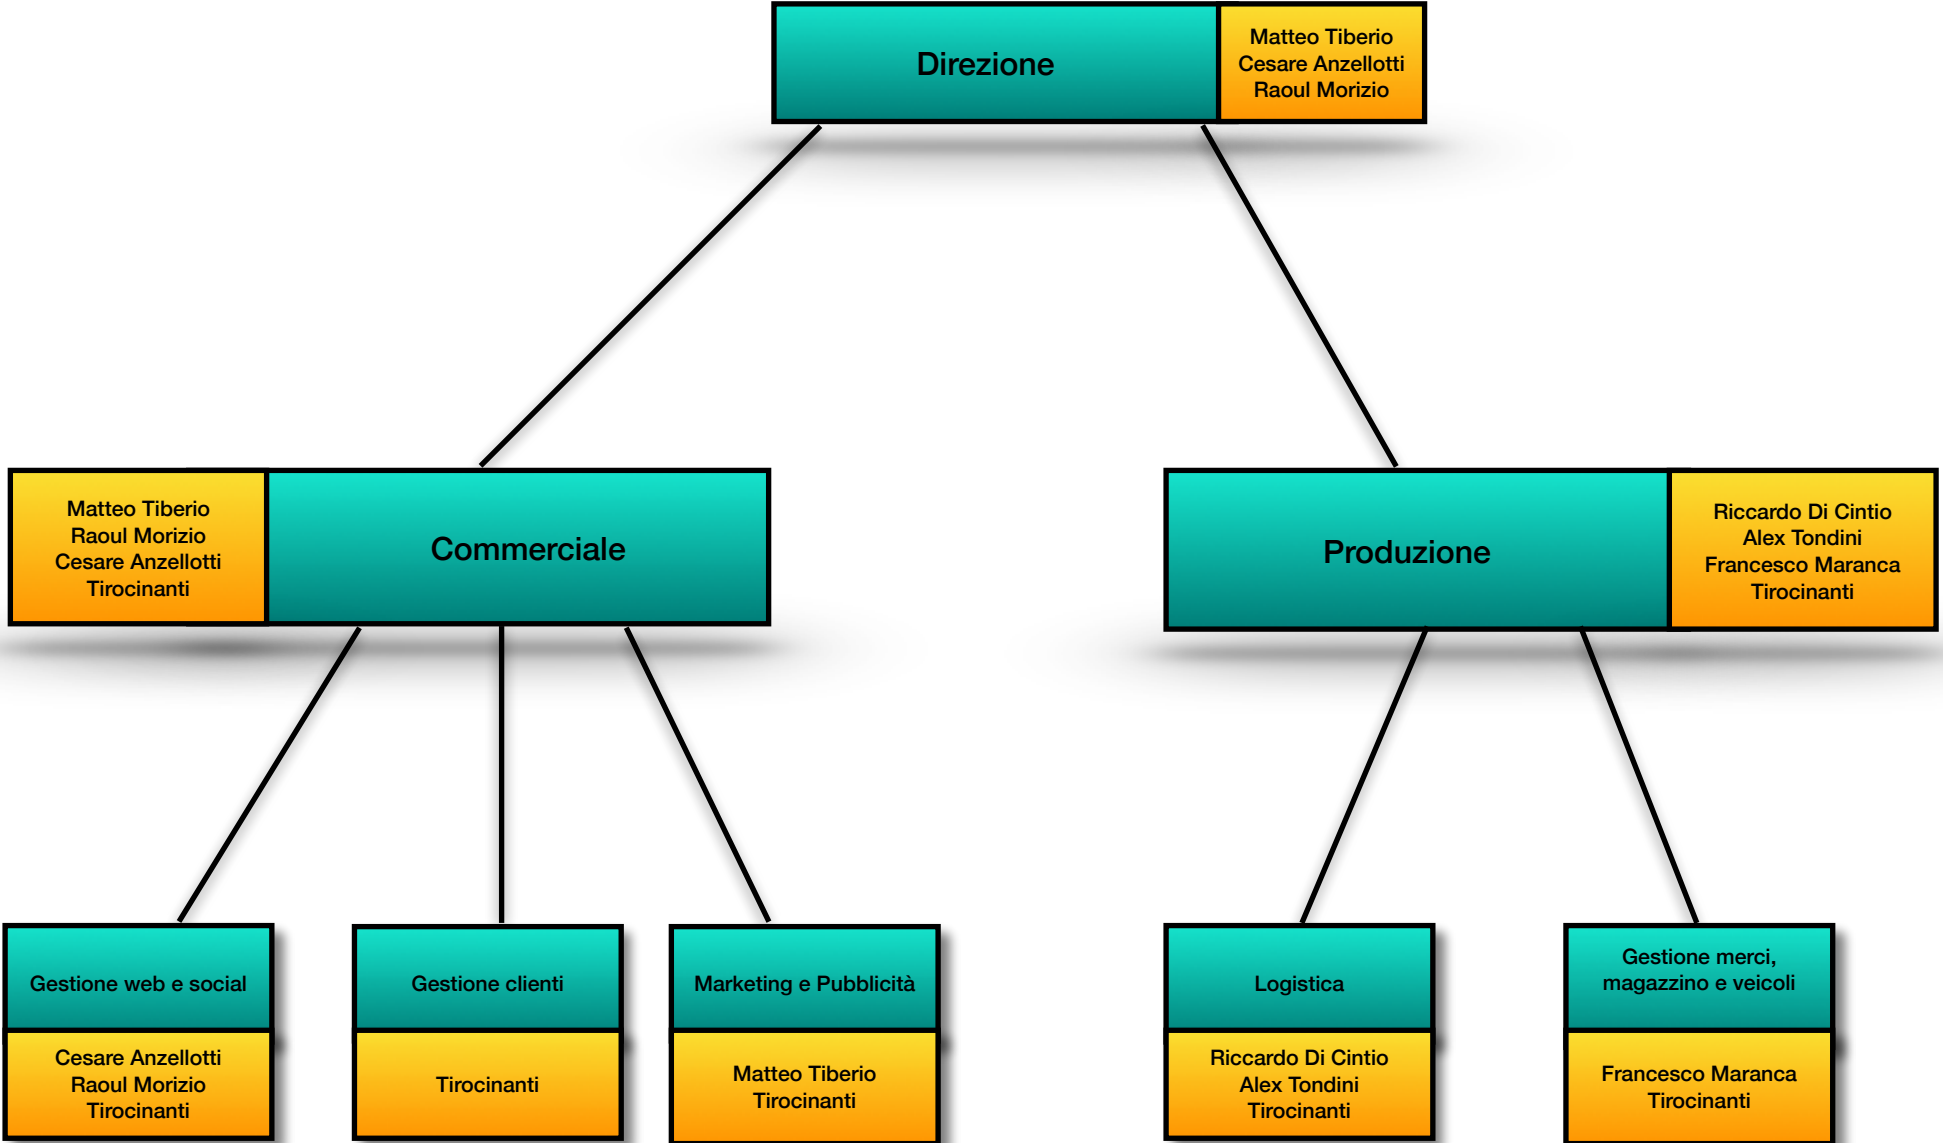 Direzione
Matteo Tiberio
Cesare Anzellotti
Raoul Morizio
Matteo Tiberio
Raoul Morizio
Cesare Anzellotti
Tirocinanti
Commerciale
Produzione
Riccardo Di Cintio
Alex Tondini
Francesco Maranca
Tirocinanti
Gestione web e social
Cesare Anzellotti
Raoul Morizio
Tirocinanti
Gestione clienti
Tirocinanti
Marketing e Pubblicità
Matteo Tiberio
Tirocinanti
Logistica
Riccardo Di Cintio
Alex Tondini
Tirocinanti
Gestione merci,
magazzino e veicoli
Francesco Maranca
Tirocinanti